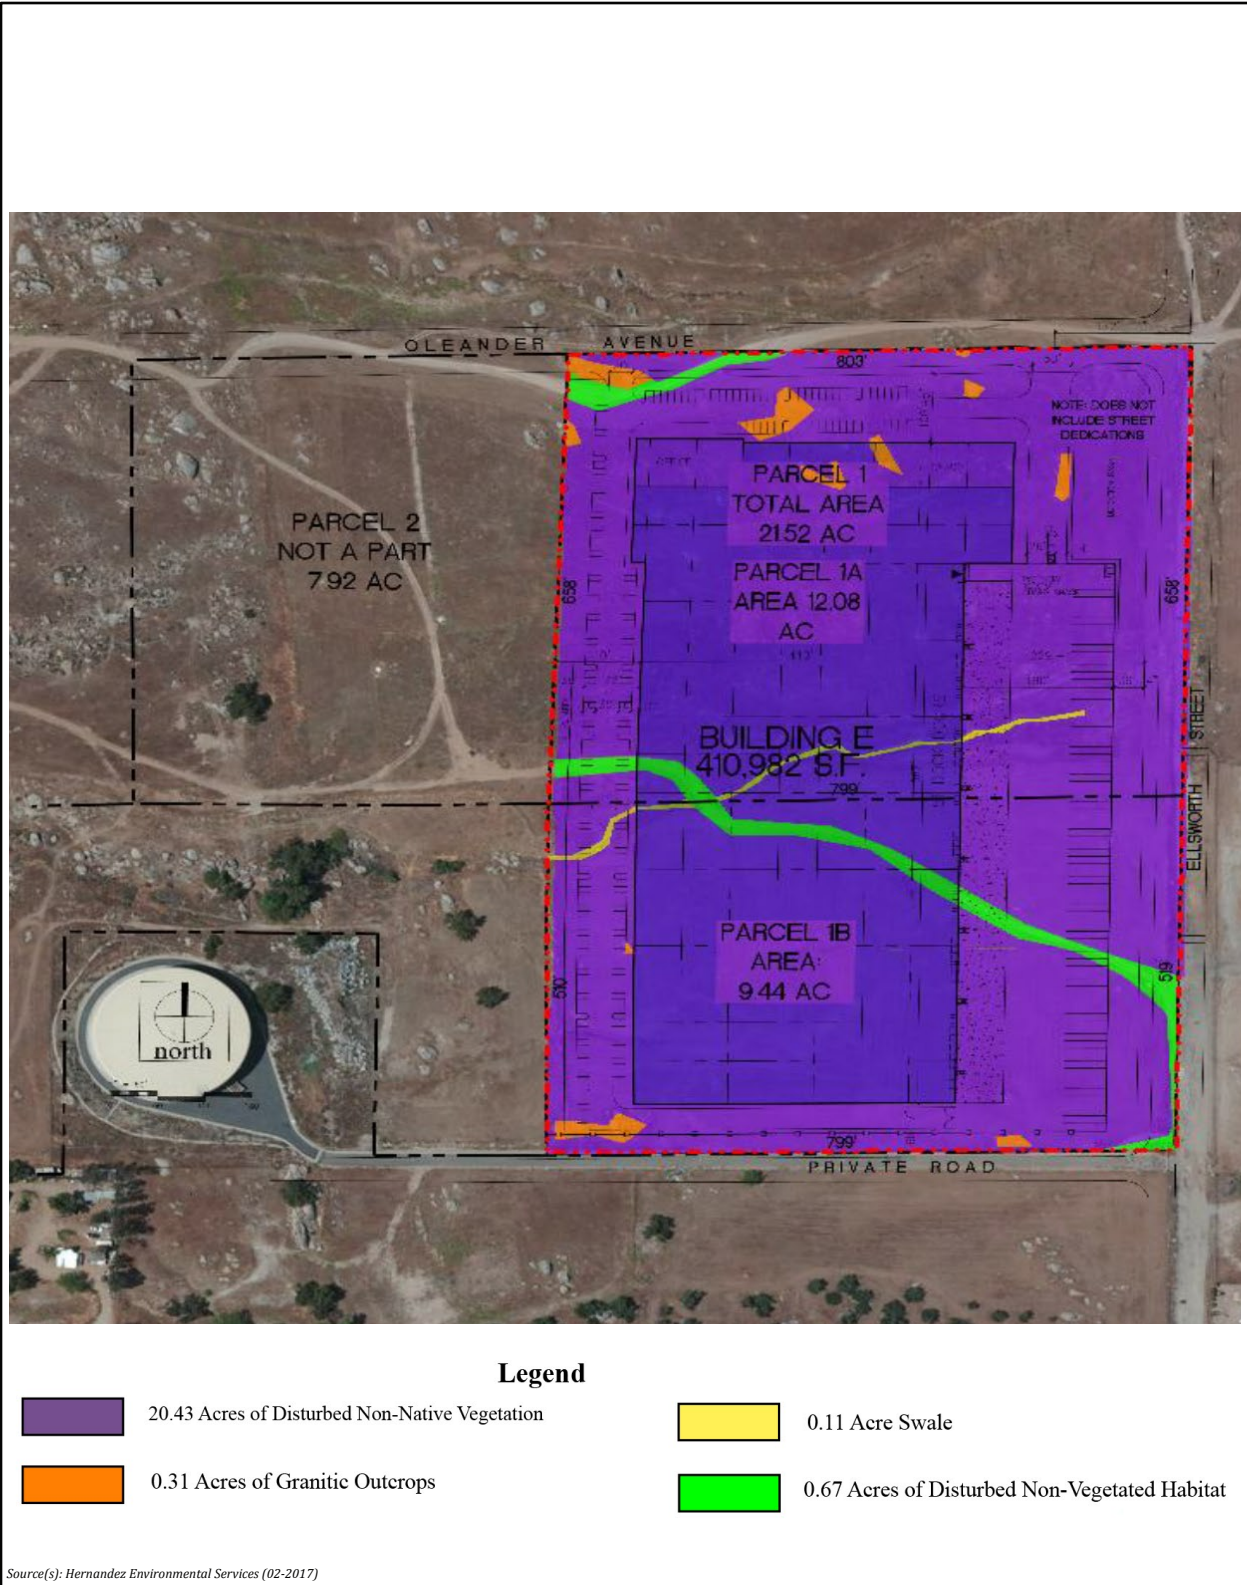 OLEANDER AVENUE
803'
NOTE: DOES NOT
INCLUDE STREET
DEDICATIONS
PARCEL 1
TOTAL AREA
21.52 AC
PARCEL 2
NOT A PART
7.92 AC
PARCEL 1A
AREA 12.08
AC
658'
658'
BUILDING E
410,982 S.F.
799'
ELLSWORTH STREET
PARCEL 1B
AREA:
9.44 AC
510'
519'
north
799'
PRIVATE ROAD
Legend
20.43 Acres of Disturbed Non-Native Vegetation
0.11 Acre Swale
0.31 Acres of Granitic Outcrops
0.67 Acres of Disturbed Non-Vegetated Habitat
Source(s): Hernandez Environmental Services (02-2017)